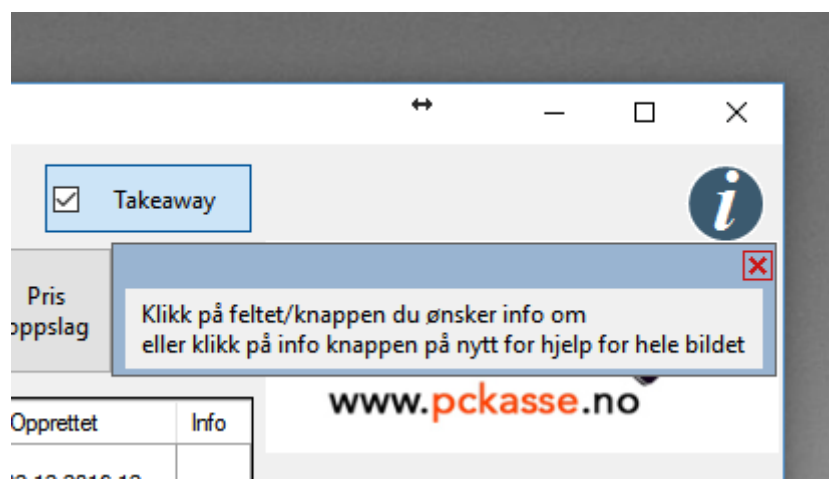 Takeaway
Pris
oppslag
Klikk på feltet/knappen du ønsker info om
eller klikk på info knappen på nytt for hjelp for hele bildet
www.pckasse.no
Opprettet
Info